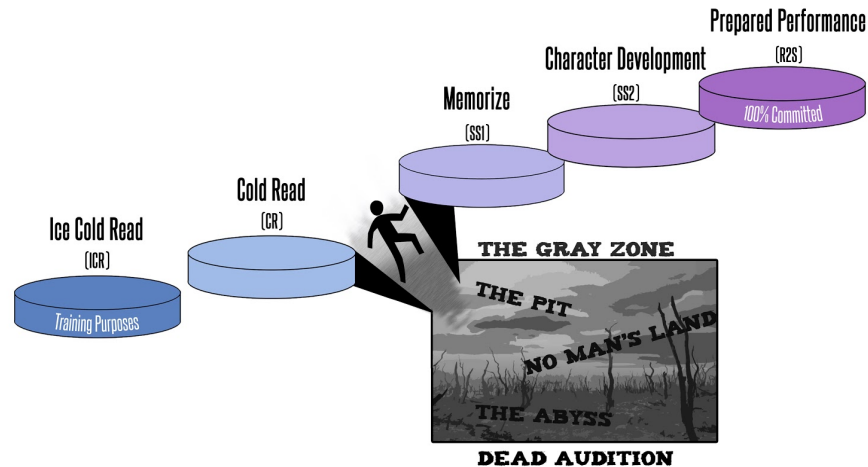 Prepared Performance
(R2S)
100% Committed
Character Development
(SS2)
Memorize
(SS1)
Cold Read
(CR)
Ice Cold Read
(ICR)
Training Purposes
THE GRAY ZONE
THE PIT
NO MAN'S LAND
THE ABYSS
DEAD AUDITION